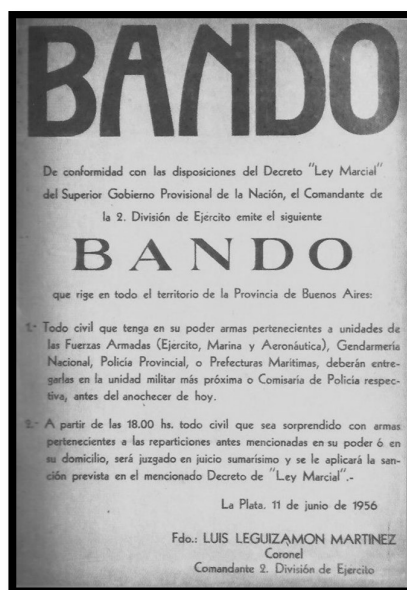 BANDO
De conformidad con las disposiciones del Decreto "Ley Marcial"
del Superior Gobierno Provisional de la Nación, el Comandante de
la 2. División de Ejército emite el siguiente
BANDO
que rige en todo el territorio de la Provincia de Buenos Aires:
1.- Todo civil que tenga en su poder armas pertenecientes a unidades de
las Fuerzas Armadas (Ejercito, Marina y Aeronáutica), Gendarmería
Nacional, Policía Provincial, o Prefecturas Maritimas, deberán entre-
garlas en la unidad militar más próxima o Comisaria de Policia respec-
tiva, antes del anochecer de hoy.
2.- A partir de las 18.00 hs. todo civil que sea sorprendido con armas
pertenecientes a las reparticiones antes mencionadas en su poder ó en
su domicilio, será juzgado en juicio sumarísimo y se le aplicará la san-
ción prevista en el mencionado Decreto de "Ley Marcial".-
La Plata. 11 de junio de 1956
Fdo.: LUIS LEGUIZAMON MARTINEZ
Coronel
Comandante 2. División de Ejercito